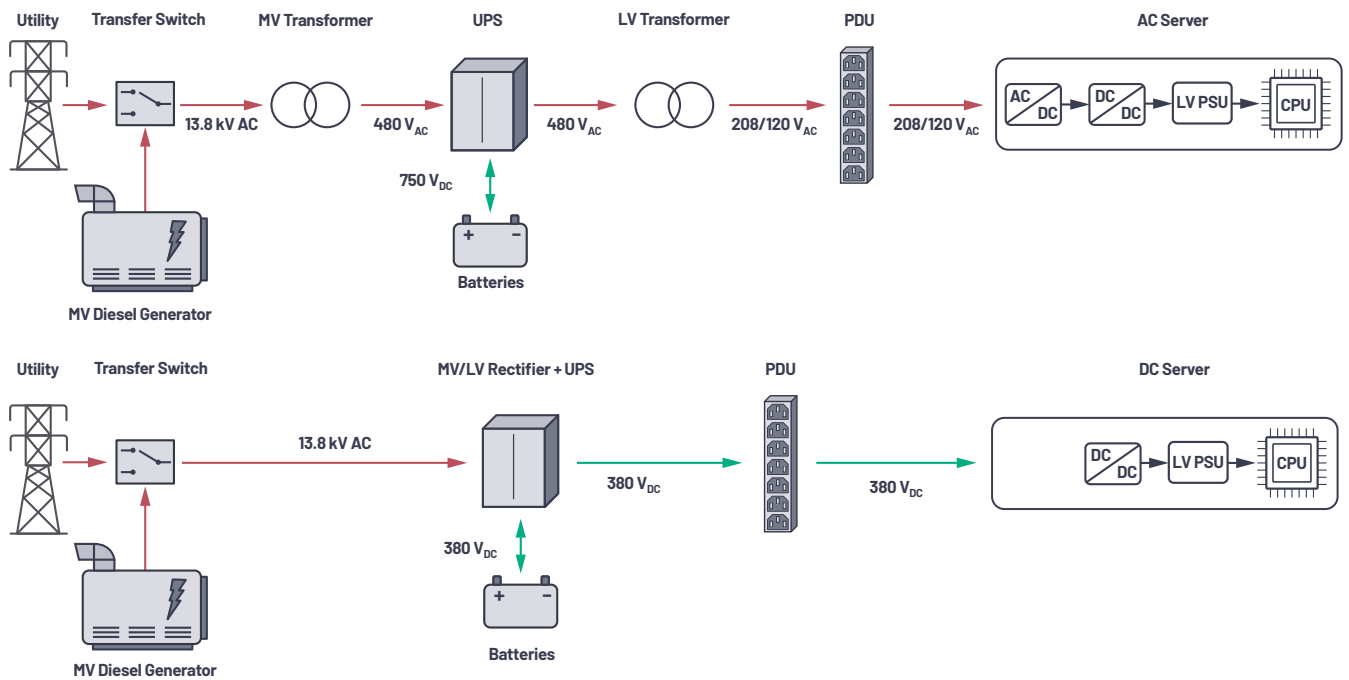 Utility
Transfer Switch
MV Transformer
UPS
LV Transformer
PDU
AC Server
13.8 kV AC
480 VAC
480 VAC
208/120 VAC
208/120 VAC
AC
DC
DC
DC
LV PSU
CPU
750 VDC
+ −
Batteries
MV Diesel Generator
Utility
Transfer Switch
MV/LV Rectifier + UPS
PDU
DC Server
13.8 kV AC
380 VDC
380 VDC
DC
DC
LV PSU
CPU
380 VDC
+ −
Batteries
MV Diesel Generator